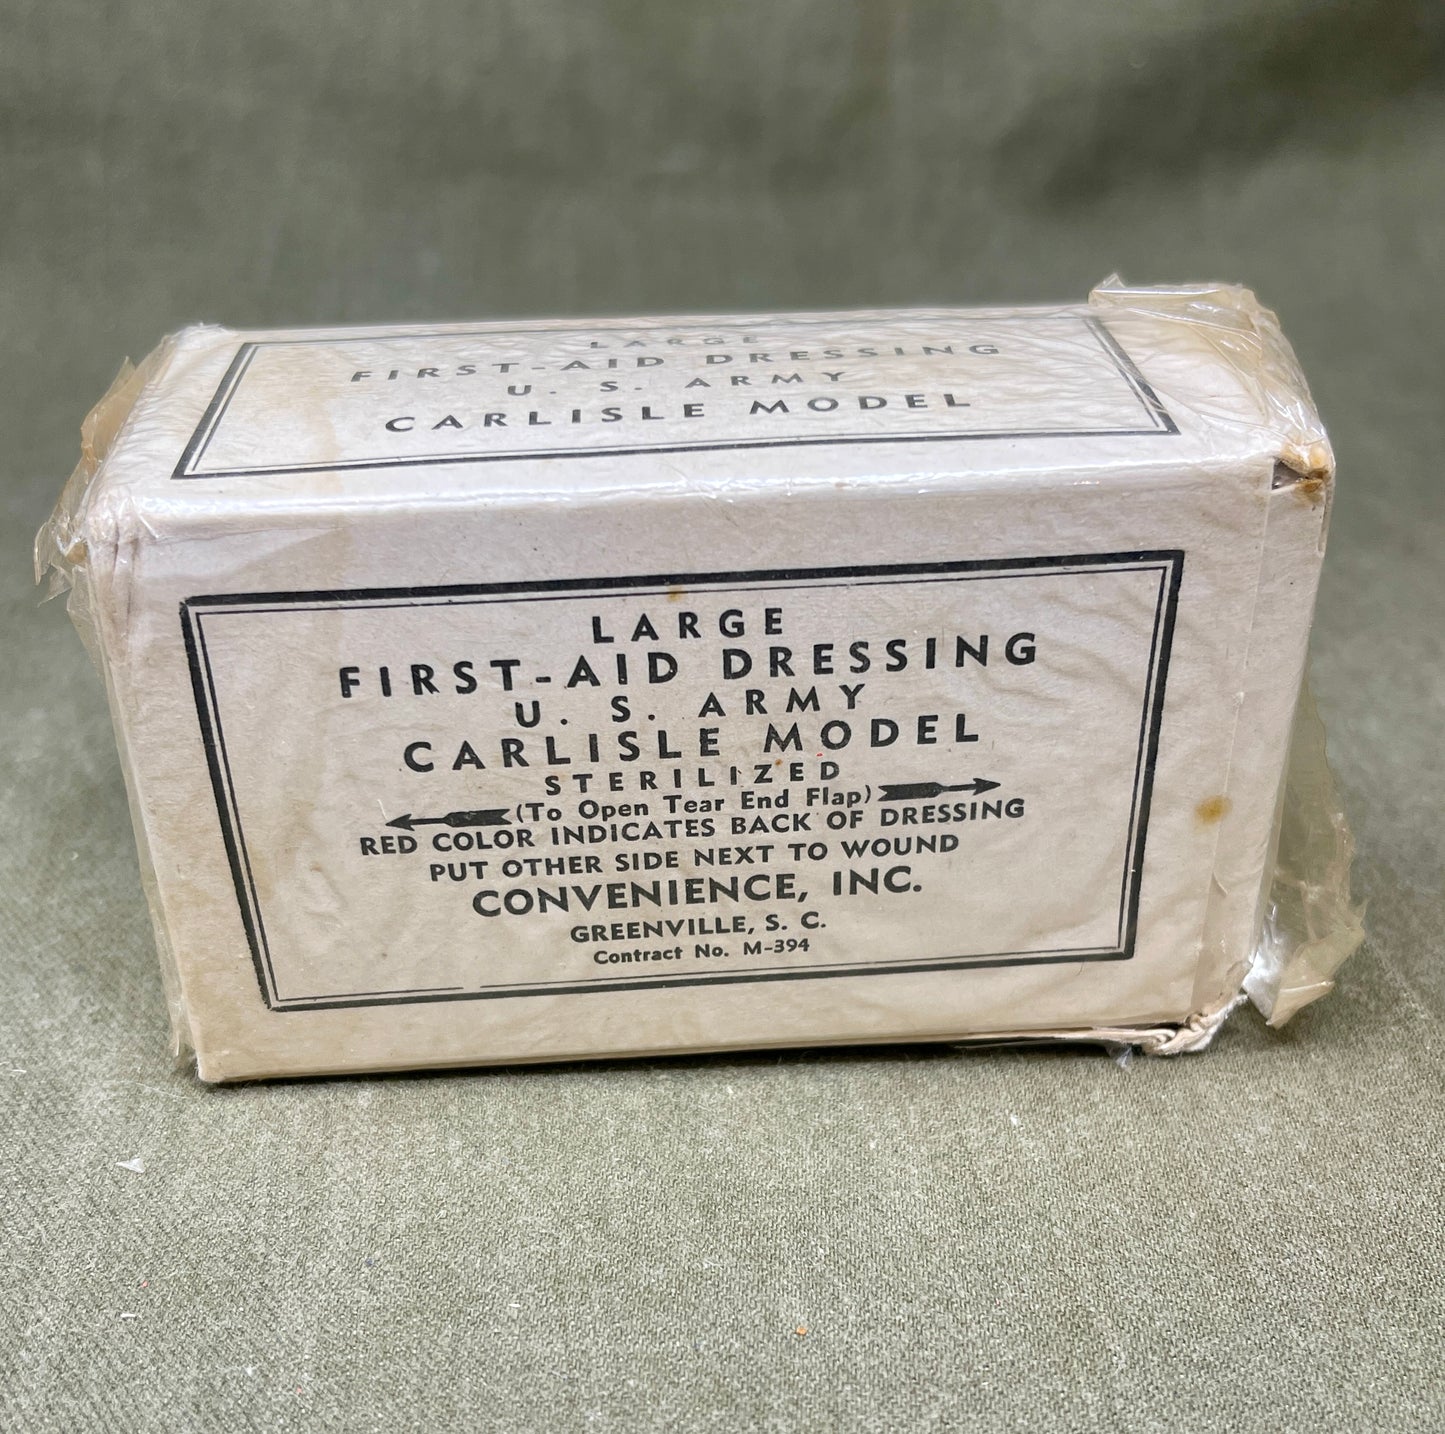 LARGE
FIRST-AID DRESSING
U. S. ARMY
CARLISLE MODEL
LARGE
FIRST-AID DRESSING
U. S. ARMY
CARLISLE MODEL
STERILIZED
(To Open Tear End Flap)
RED COLOR INDICATES BACK OF DRESSING
PUT OTHER SIDE NEXT TO WOUND
CONVENIENCE, INC.
GREENVILLE, S. C.
Contract No. M-394